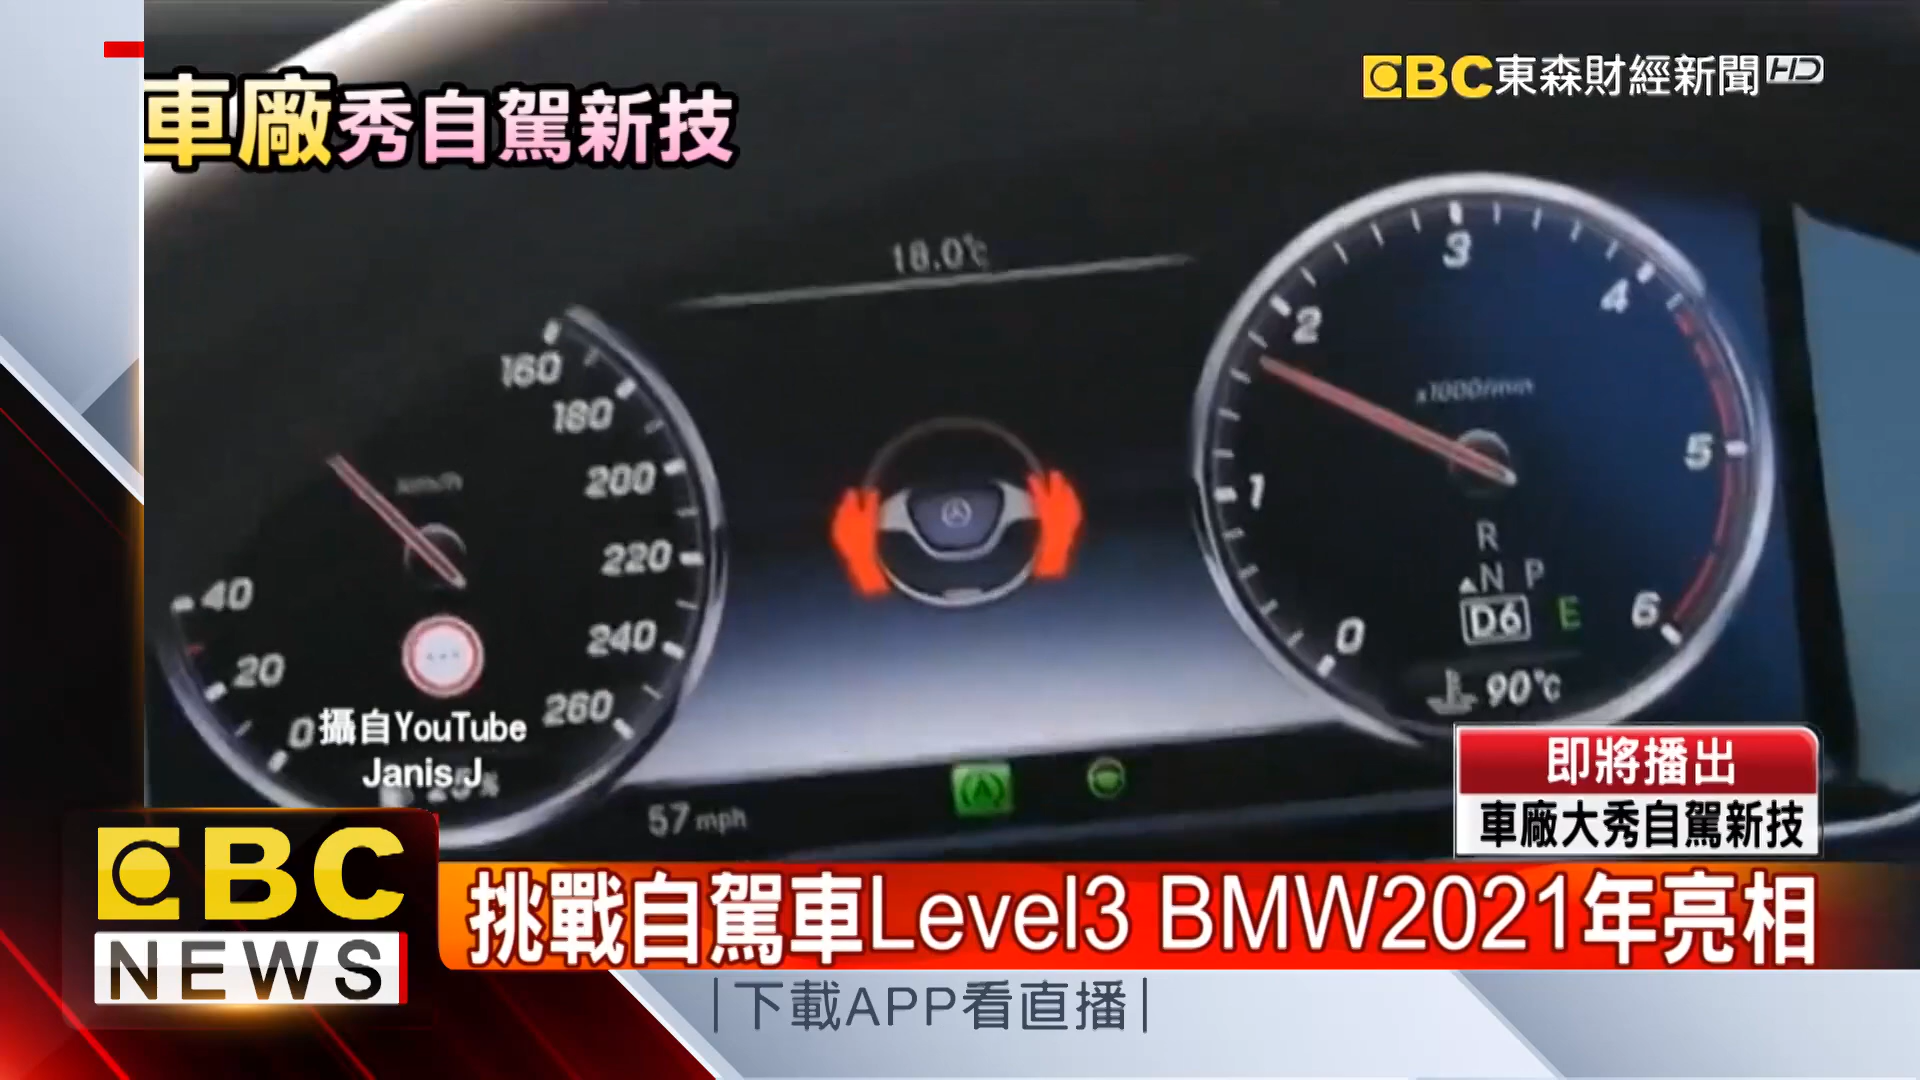 車廠秀自駕新技
EBC東森財經新聞HD
18.0°C
160
180
200
220
240
260
40
20
0
攝自YouTube
Janis J
57 mph
0
1
2
3
4
5
6
x1000/min
R
N P
D6 E
90°C
即將播出
車廠大秀自駕新技
挑戰自駕車Level3 BMW2021年亮相
EBC
NEWS
|下載APP看直播|